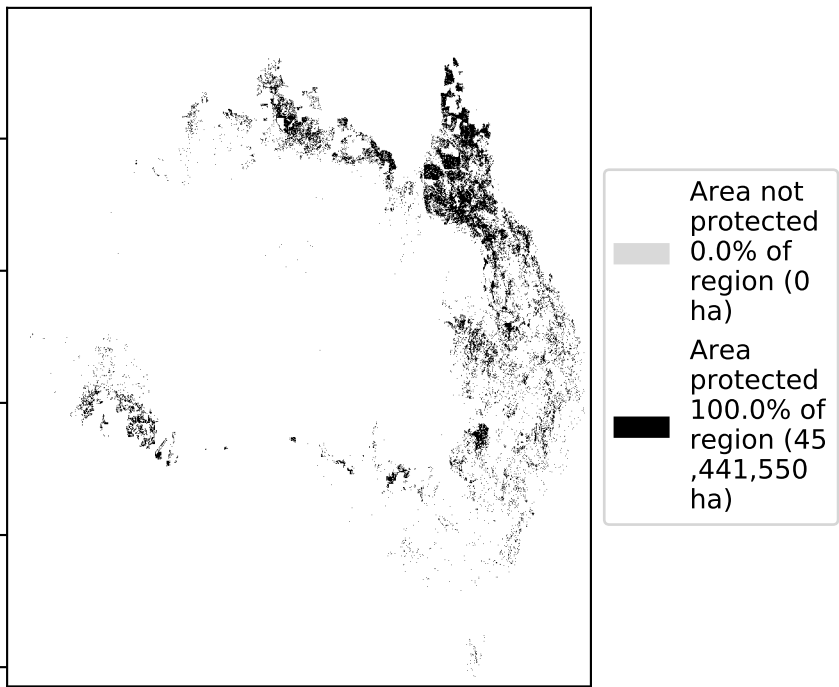 Area not
protected
0.0% of
region (0
ha)
Area
protected
100.0% of
region (45
,441,550
ha)